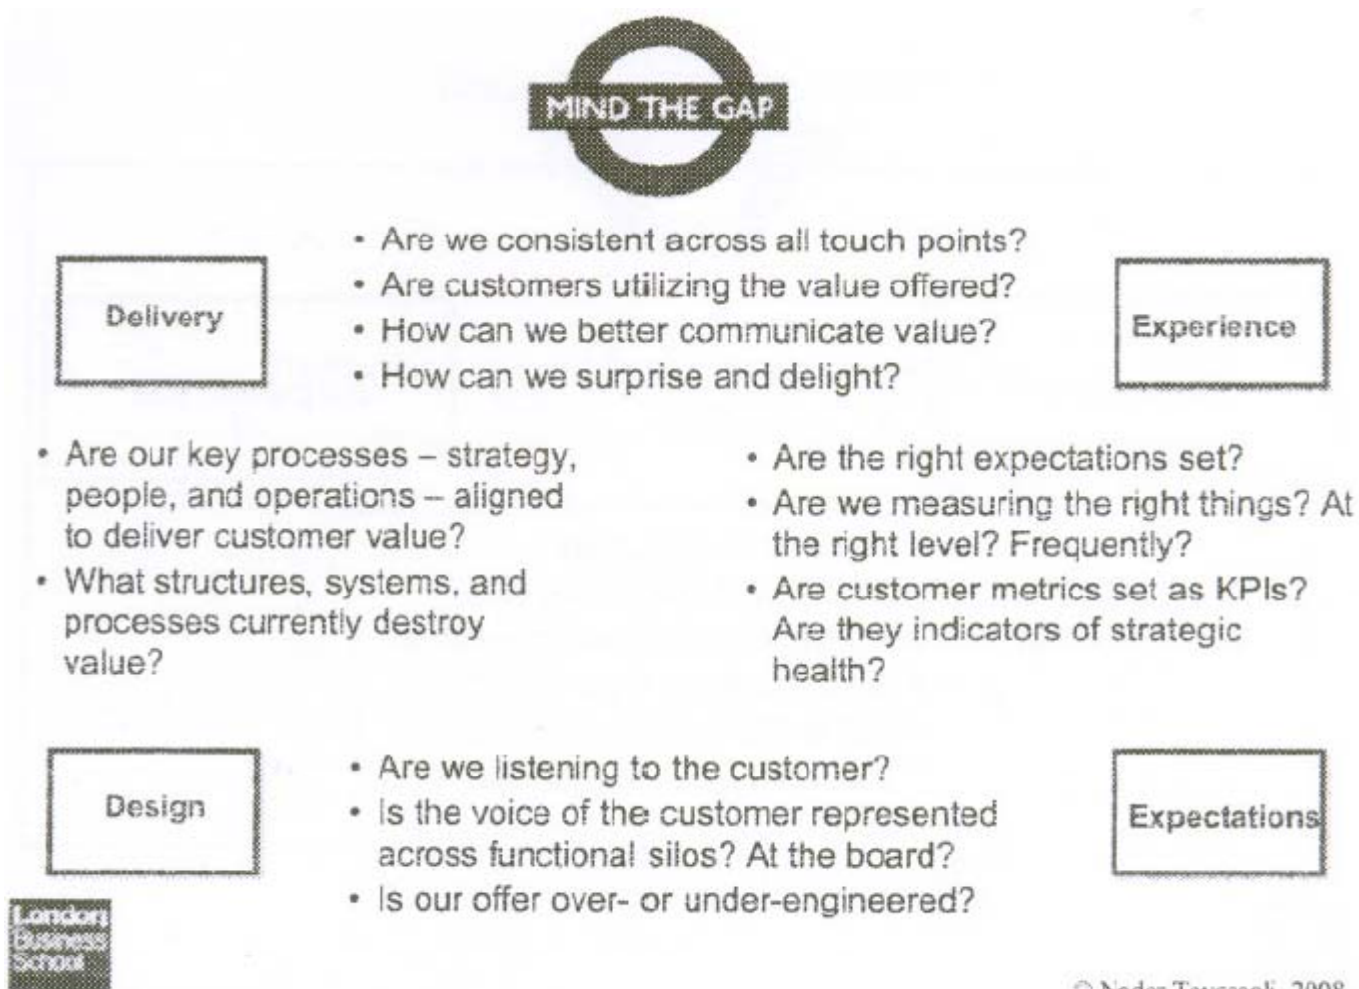 MIND THE GAP
• Are we consistent across all touch points?
• Are customers utilizing the value offered?
• How can we better communicate value?
• How can we surprise and delight?
Delivery
Experience
• Are our key processes – strategy,
people, and operations – aligned
to deliver customer value?
• What structures, systems, and
processes currently destroy
value?
• Are the right expectations set?
• Are we measuring the right things? At
the right level? Frequently?
• Are customer metrics set as KPIs?
Are they indicators of strategic
health?
Design
• Are we listening to the customer?
• Is the voice of the customer represented
across functional silos? At the board?
• Is our offer over- or under-engineered?
Expectations
London
Business
School
© Nader 2008